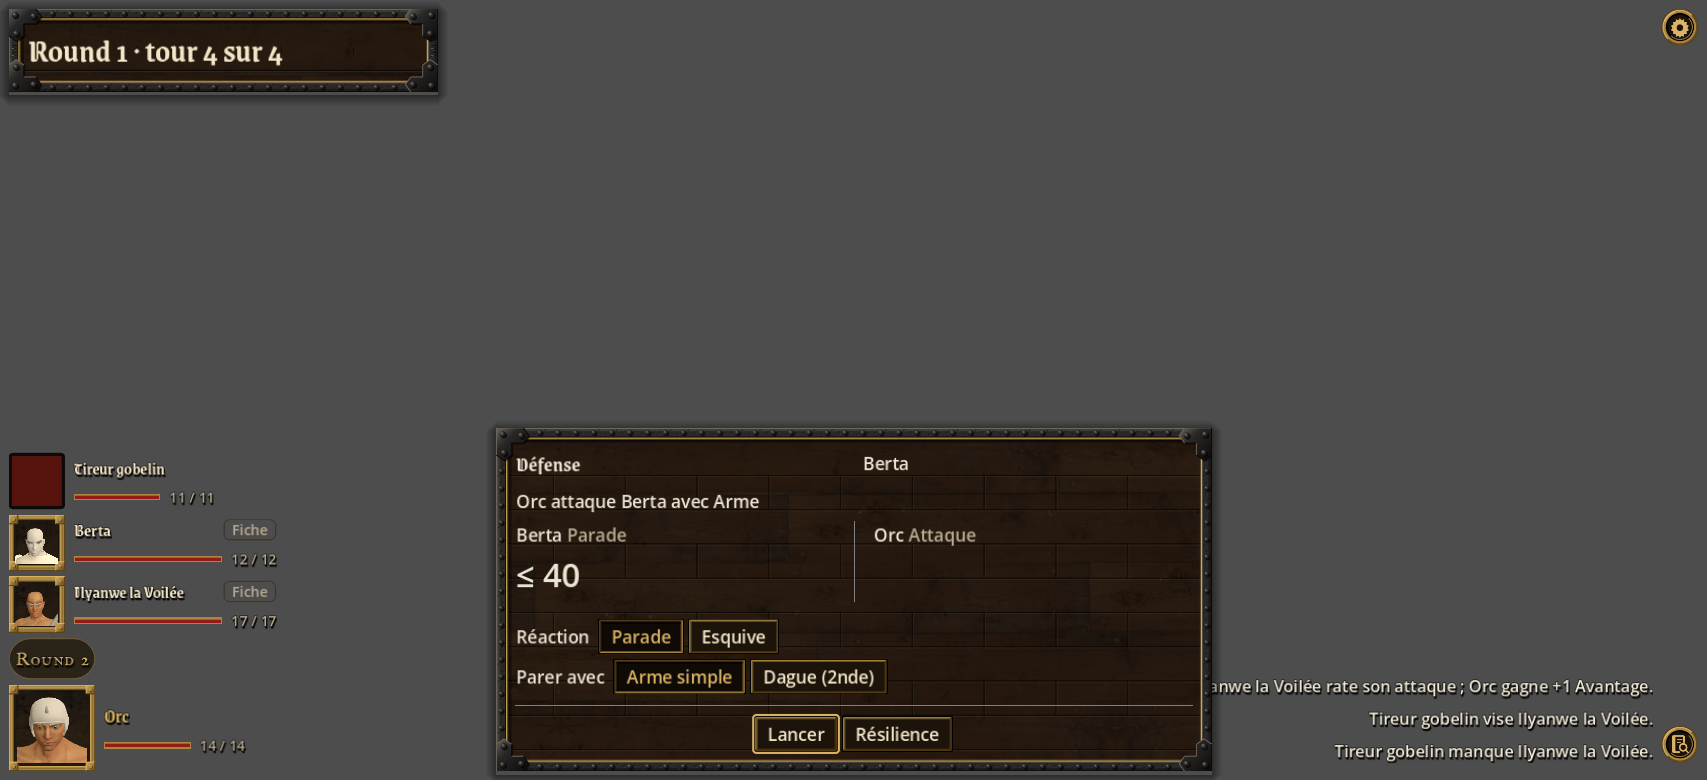 Round 1 · tour 4 sur 4
Tireur gobelin
11 / 11
Berta
Fiche
12 / 12
Ilyanwe la Voilée
Fiche
17 / 17
Round 2
Orc
14 / 14
Défense
Berta
Orc attaque Berta avec Arme
Berta Parade
Orc Attaque
≤ 40
Réaction Parade Esquive
Parer avec Arme simple Dague (2nde)
Lancer Résilience
la Voilée rate son attaque ; Orc gagne +1 Avantage.
Tireur gobelin vise Ilyanwe la Voilée.
Tireur gobelin manque Ilyanwe la Voilée.